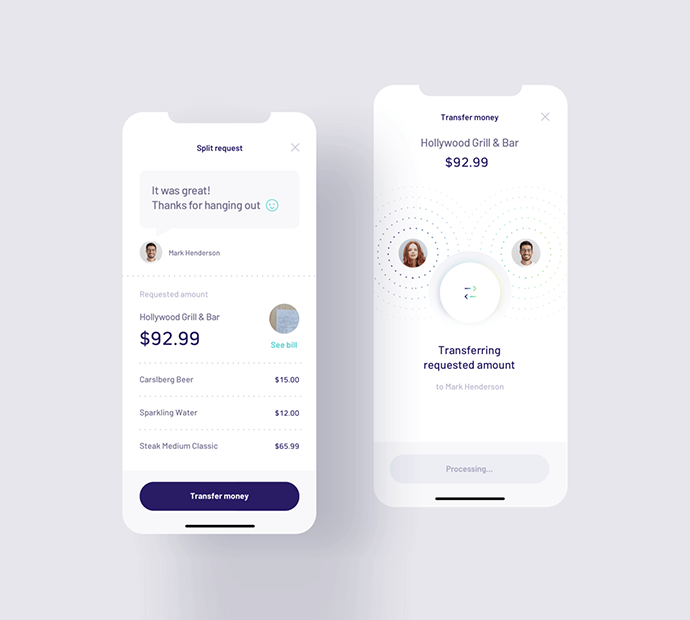 Split request
It was great!
Thanks for hanging out
Mark Henderson
Requested amount
Hollywood Grill & Bar
$92.99
See bill
Carslberg Beer $15.00
Sparkling Water $12.00
Steak Medium Classic $65.99
Transfer money
Transfer money
Hollywood Grill & Bar
$92.99
Transferring
requested amount
to Mark Henderson
Processing...